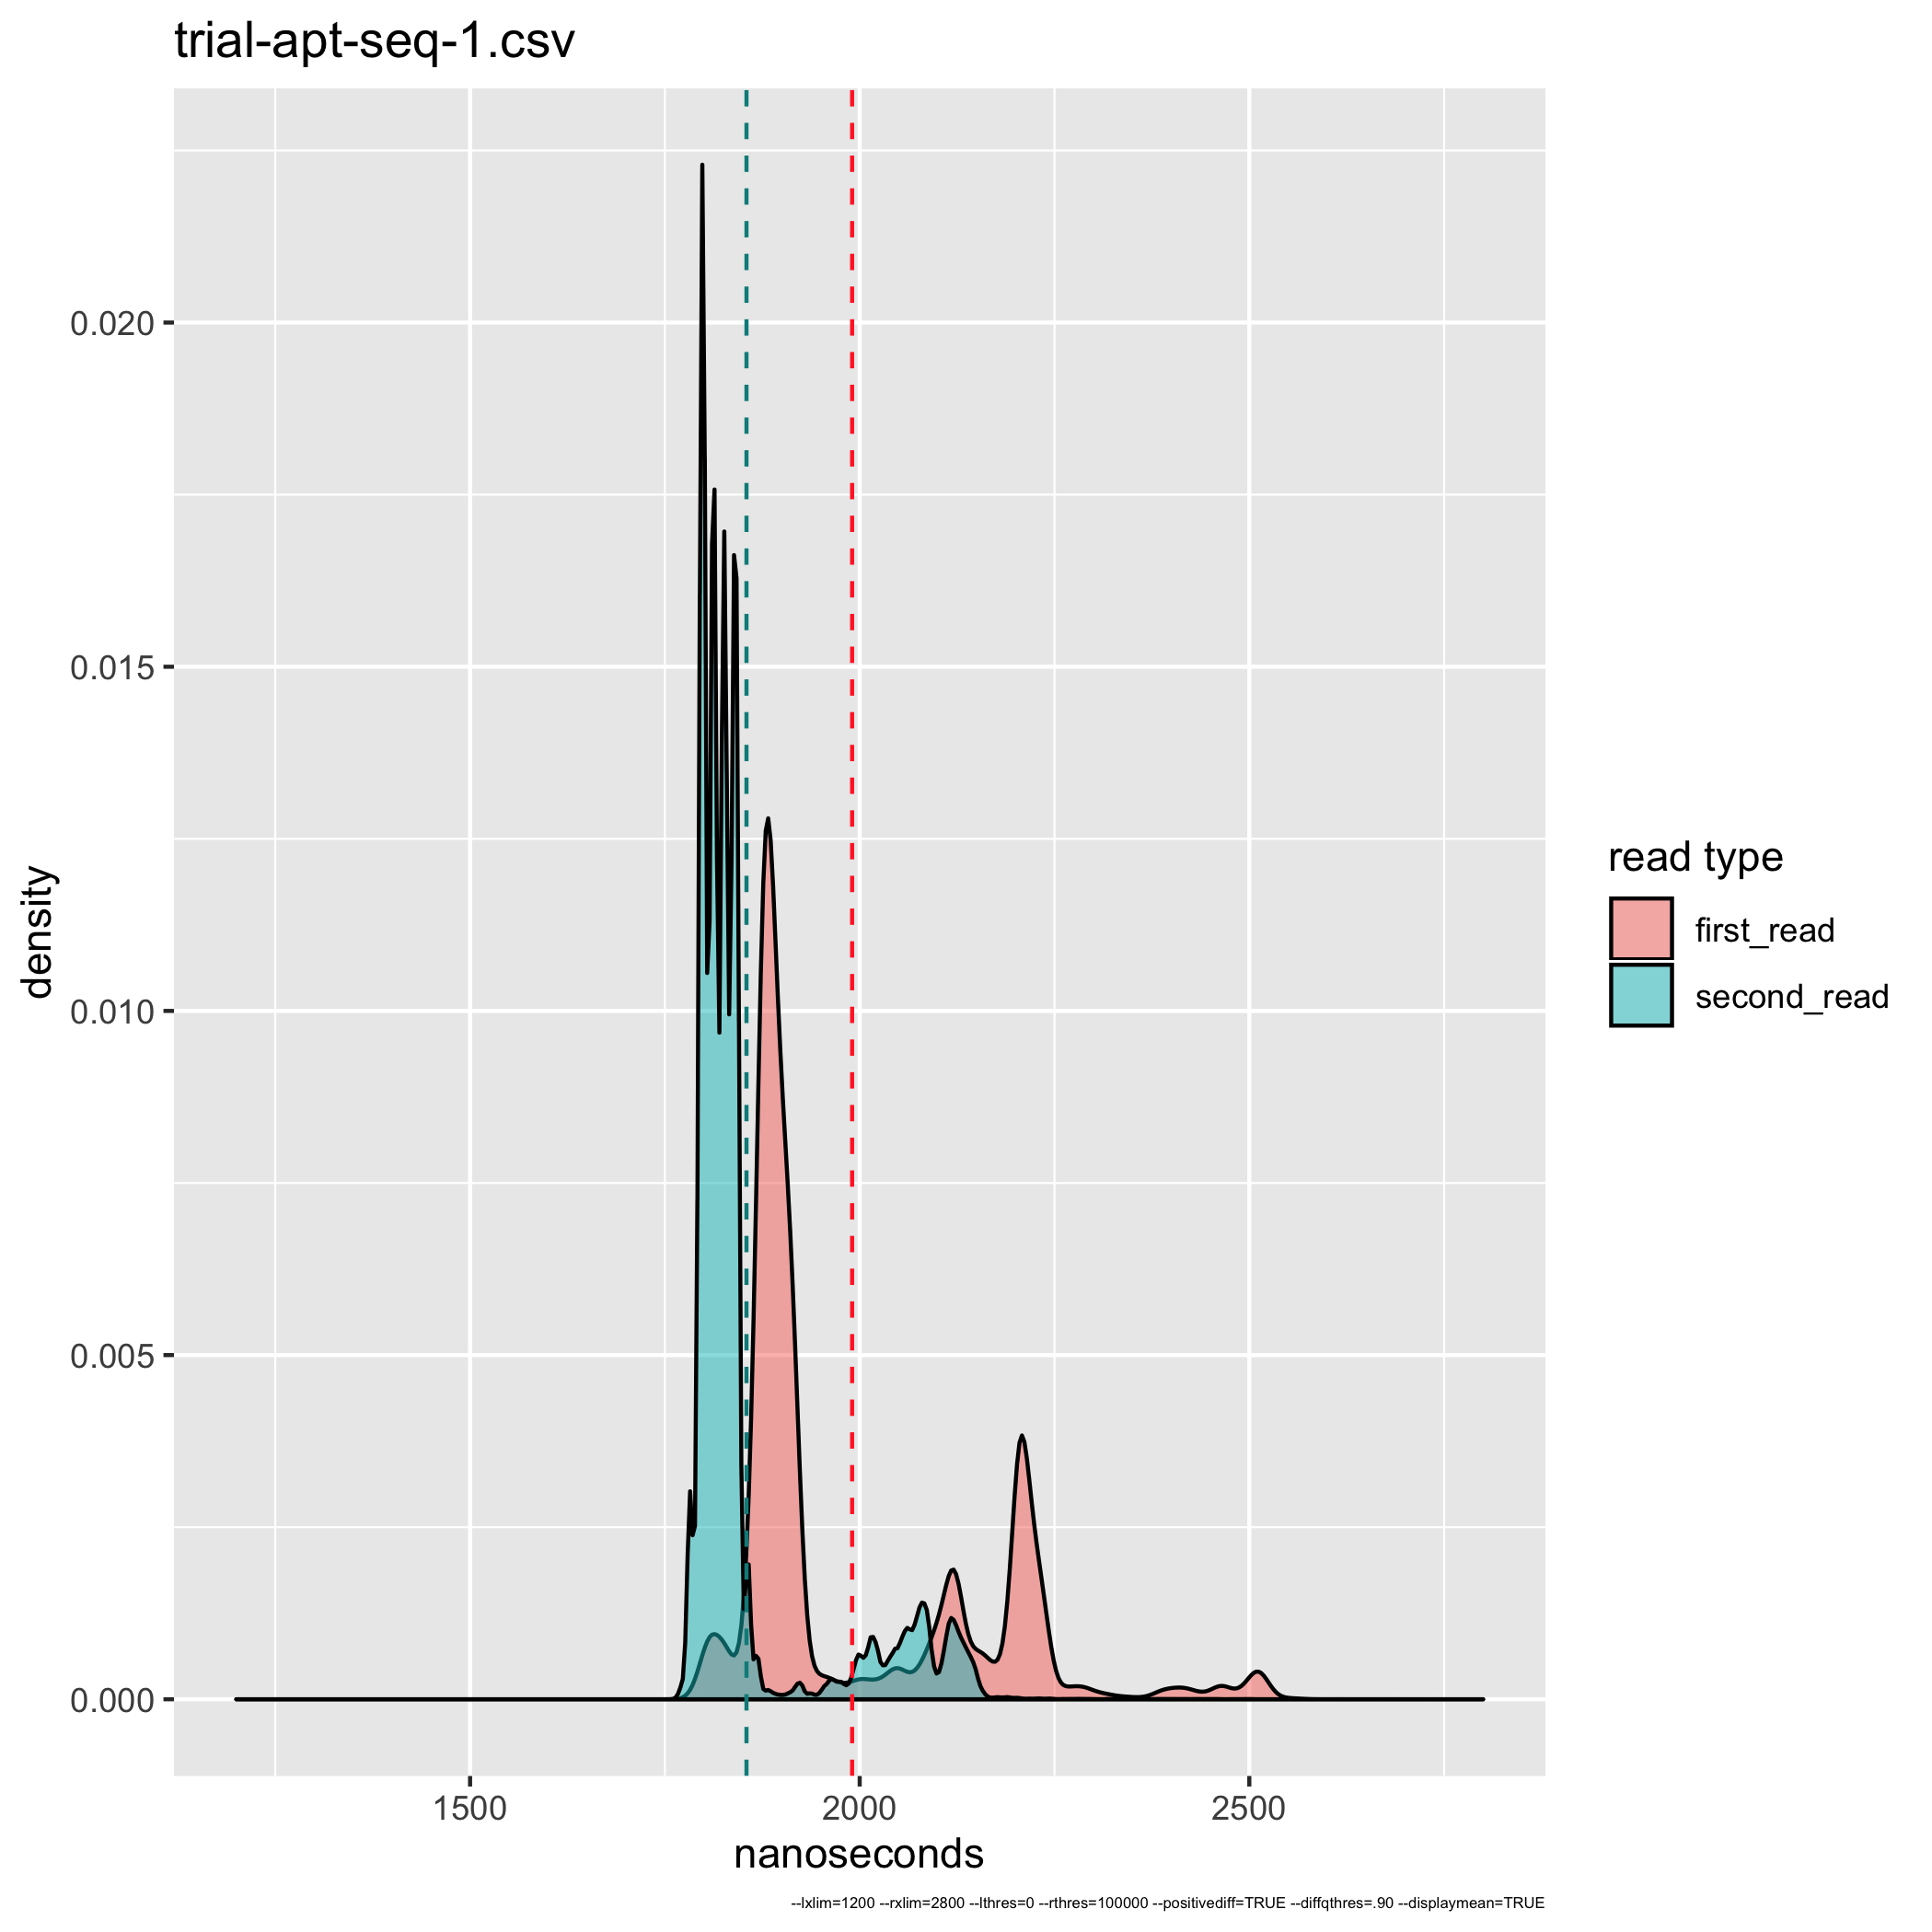 trial-apt-seq-1.csv
density
0.020
0.015
0.010
0.005
0.000
1500 2000 2500
nanoseconds
read type
first_read
second_read
--lxlim=1200 --rxlim=2800 --lthres=0 --rthres=100000 --positivediff=TRUE --diffqthres=.90 --displaymean=TRUE